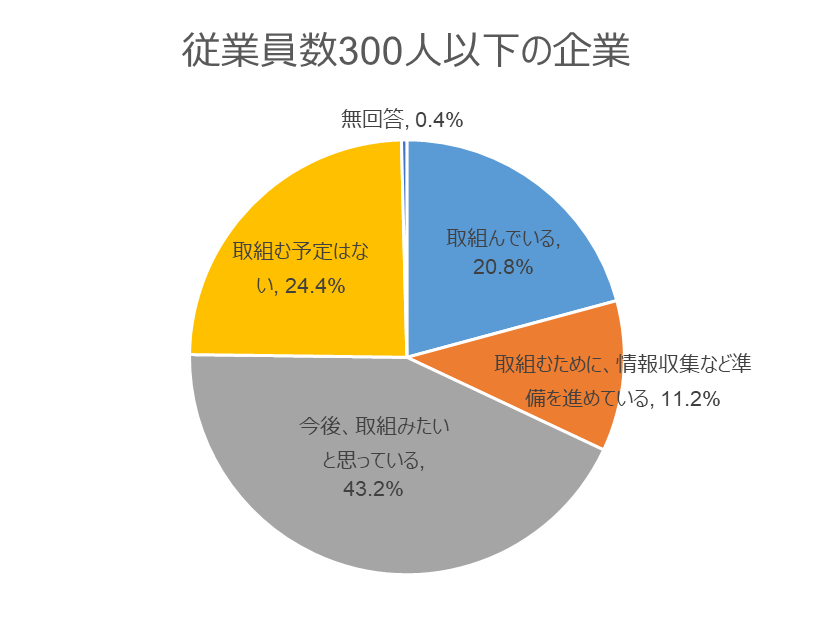 従業員数300人以下の企業
無回答, 0.4%
取組んでいる,
20.8%
取組むために、情報収集など準
備を進めている, 11.2%
今後、取組みたい
と思っている,
43.2%
取組む予定はな
い, 24.4%